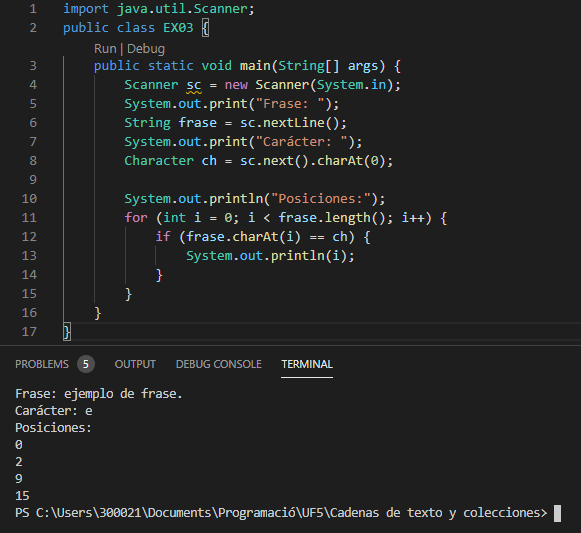 1 import java.util.Scanner;
2 public class EX03 {
Run | Debug
3 public static void main(String[] args) {
4 Scanner sc = new Scanner(System.in);
5 System.out.print("Frase: ");
6 String frase = sc.nextLine();
7 System.out.print("Carácter: ");
8 Character ch = sc.next().charAt(0);
9
10 System.out.println("Posiciones:");
11 for (int i = 0; i < frase.length(); i++) {
12 if (frase.charAt(i) == ch) {
13 System.out.println(i);
14 }
15 }
16 }
17 }
PROBLEMS 5 OUTPUT DEBUG CONSOLE TERMINAL
Frase: ejemplo de frase.
Carácter: e
Posiciones:
0
2
9
15
PS C:\Users\300021\Documents\Programació\UF5\Cadenas de texto y colecciones>